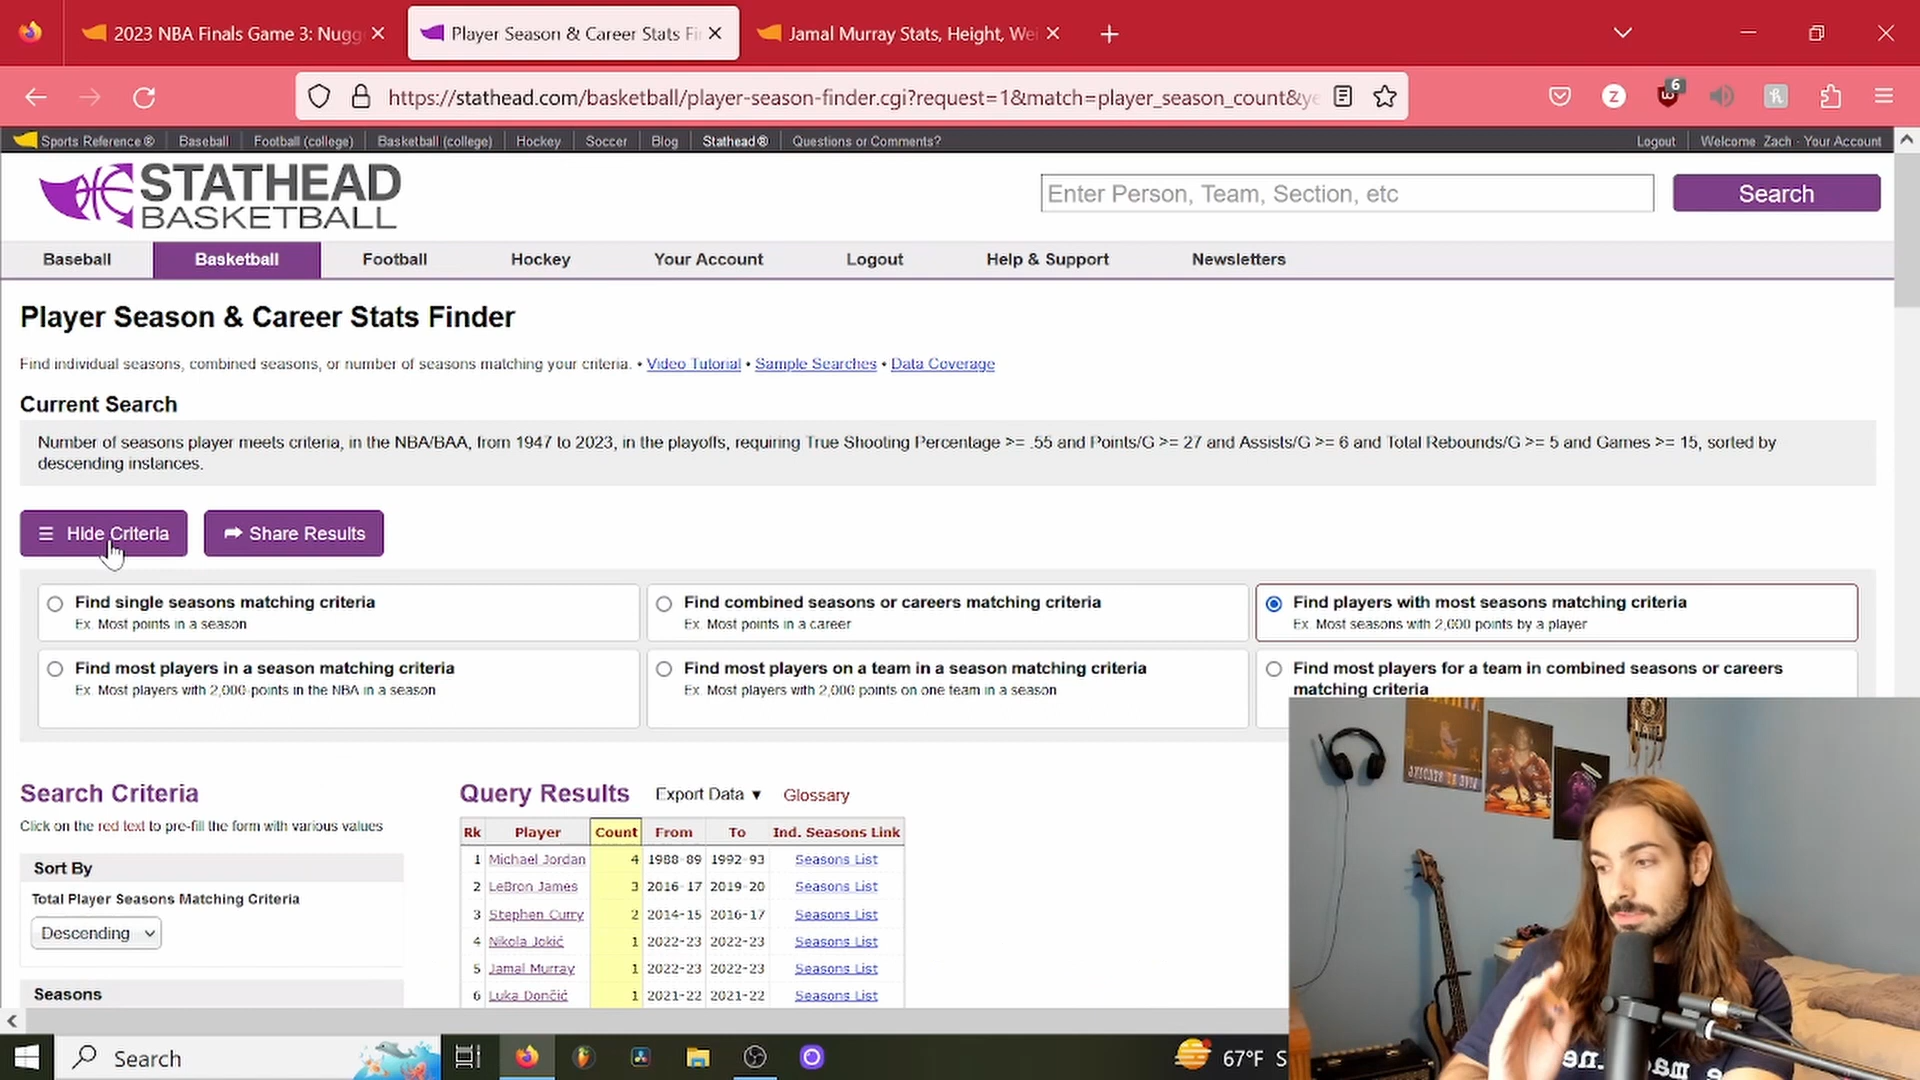 2023 NBA Finals Game 3: Nugg
Player Season & Career Stats Fi
Jamal Murray Stats, Height, Wei
https://stathead.com/basketball/player-season-finder.cgi?request=1&match=player_season_count&ye
6
Z
Sports Reference ® Baseball Football (college) Basketball (college) Hockey Soccer Blog Stathead® Questions or Comments? Logout Welcome Zach · Your Account
STATHEAD
BASKETBALL
Enter Person, Team, Section, etc
Search
Baseball Basketball Football Hockey Your Account Logout Help & Support Newsletters
Player Season & Career Stats Finder
Find individual seasons, combined seasons, or number of seasons matching your criteria. • Video Tutorial • Sample Searches • Data Coverage
Current Search
Number of seasons player meets criteria, in the NBA/BAA, from 1947 to 2023, in the playoffs, requiring True Shooting Percentage >= .55 and Points/G >= 27 and Assists/G >= 6 and Total Rebounds/G >= 5 and Games >= 15, sorted by
descending instances.
Hide Criteria
Share Results
Find single seasons matching criteria
Ex. Most points in a season
Find combined seasons or careers matching criteria
Ex. Most points in a career
Find players with most seasons matching criteria
Ex. Most seasons with 2,000 points by a player
Find most players in a season matching criteria
Ex. Most players with 2,000-points in the NBA in a season
Find most players on a team in a season matching criteria
Ex. Most players with 2,000 points on one team in a season
Find most players for a team in combined seasons or careers
matching criteria
Search Criteria
Click on the red text to pre-fill the form with various values
Sort By
Total Player Seasons Matching Criteria
Descending
Seasons
Query Results Export Data ▼ Glossary
Rk Player Count From To Ind. Seasons Link
1 Michael Jordan 4 1988-89 1992-93 Seasons List
2 LeBron James 3 2016-17 2019-20 Seasons List
3 Stephen Curry 2 2014-15 2016-17 Seasons List
4 Nikola Jokić 1 2022-23 2022-23 Seasons List
5 Jamal Murray 1 2022-23 2022-23 Seasons List
6 Luka Dončić 1 2021-22 2021-22 Seasons List
Search
67°F S